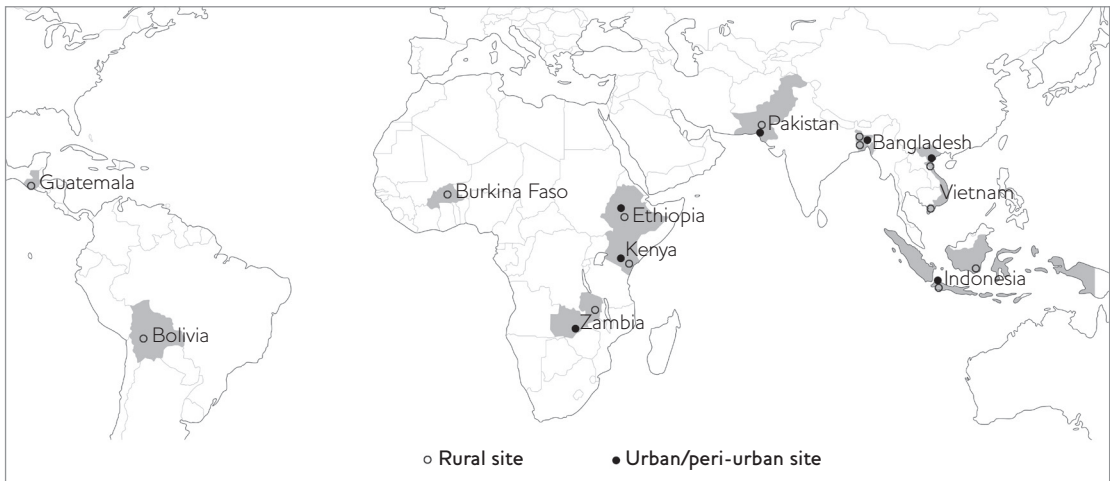 Pakistan
Bangladesh
Guatemala
Burkina Faso
Vietnam
Ethiopia
Kenya
Indonesia
Zambia
Bolivia
Rural site
Urban/peri-urban site